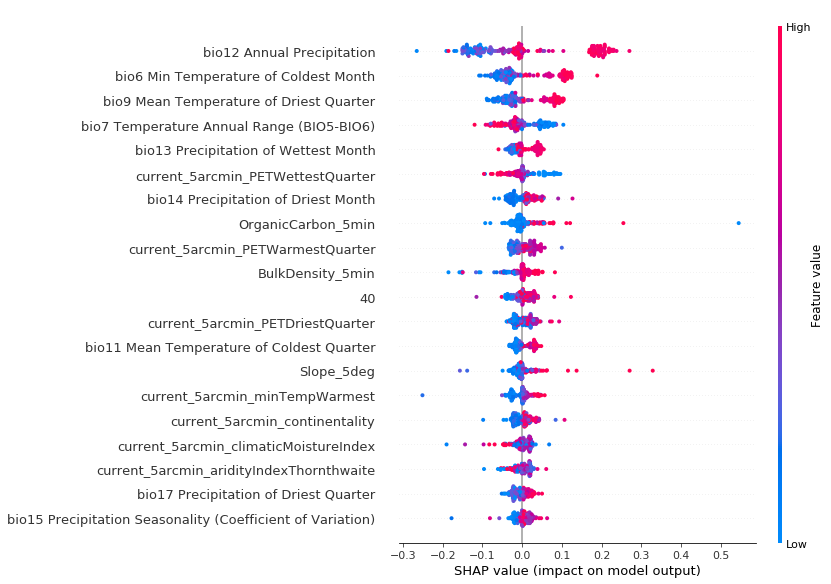 High
bio12 Annual Precipitation
bio6 Min Temperature of Coldest Month
bio9 Mean Temperature of Driest Quarter
bio7 Temperature Annual Range (BIO5-BIO6)
bio13 Precipitation of Wettest Month
current_5arcmin_PETWettestQuarter
bio14 Precipitation of Driest Month
OrganicCarbon_5min
current_5arcmin_PETWarmestQuarter
BulkDensity_5min
40
current_5arcmin_PETDriestQuarter
bio11 Mean Temperature of Coldest Quarter
Slope_5deg
current_5arcmin_minTempWarmest
current_5arcmin_continentality
current_5arcmin_climaticMoistureIndex
current_5arcmin_aridityIndexThornthwaite
bio17 Precipitation of Driest Quarter
bio15 Precipitation Seasonality (Coefficient of Variation)
Feature value
Low
−0.3 −0.2 −0.1 0.0 0.1 0.2 0.3 0.4 0.5
SHAP value (impact on model output)